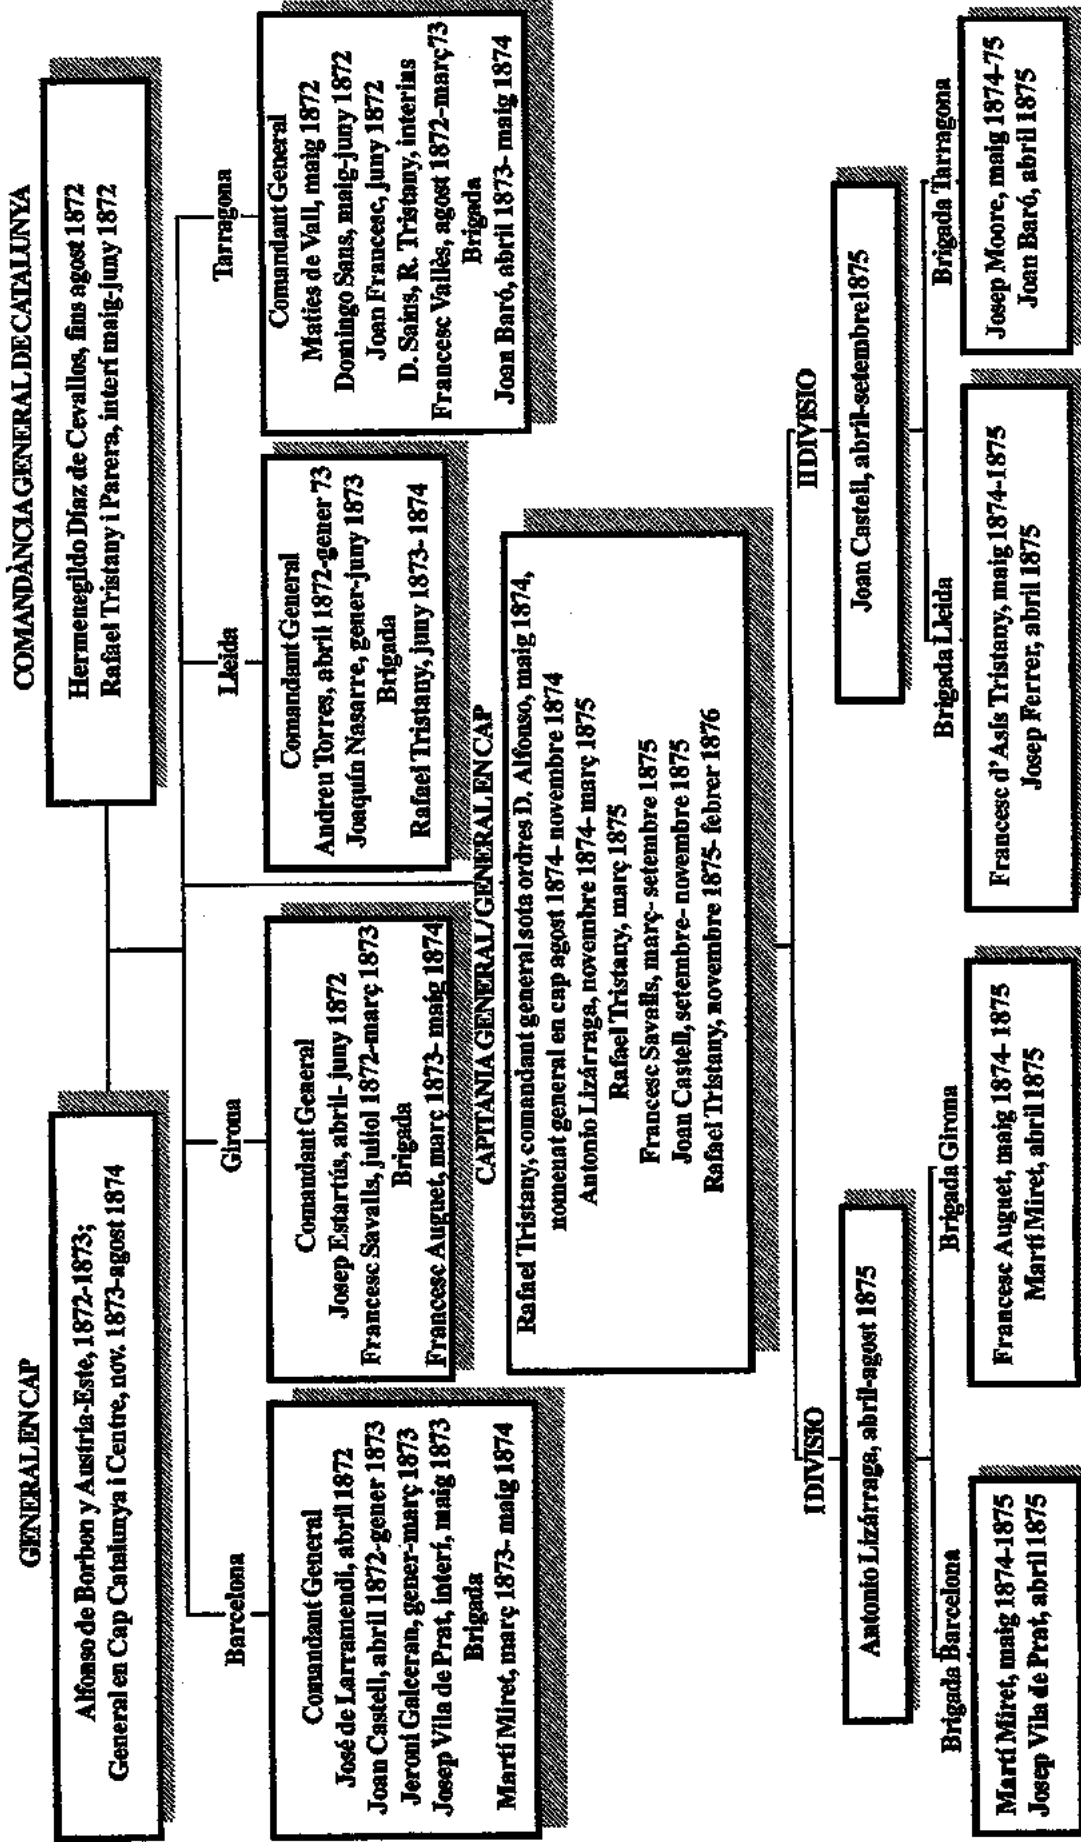 GENERAL EN CAP
Alfonso de Borbon y Austria-Este, 1872-1873;
General en Cap Catalunya i Centre, nov. 1873-agost 1874
COMANDÀNCIA GENERAL DE CATALUNYA
Hermenegildo Díaz de Cevallos, fins agost 1872
Rafael Tristany i Parera, interí maig-juny 1872
Barcelona
Comandant General
José de Larramendi, abril 1872
Joan Castell, abril 1872-gener 1873
Jeroni Galceran, gener-març 1873
Josep Vila de Prat, interí, maig 1873
Brigada
Martí Miret, març 1873- maig 1874
Girona
Comandant General
Josep Estartús, abril- juny 1872
Francesc Savalls, juliol 1872-març 1873
Brigada
Francesc Auguet, març 1873- maig 1874
Lleida
Comandant General
Andreu Torres, abril 1872-gener 73
Joaquín Nasarre, gener-juny 1873
Brigada
Rafael Tristany, juny 1873- 1874
Tarragona
Comandant General
Maties de Vall, maig 1872
Domingo Sans, maig-juny 1872
Joan Francesc, juny 1872
D. Sains, R. Tristany, interins
Francesc Vallès, agost 1872-març73
Brigada
Joan Baró, abril 1873- maig 1874
CAPITANIA GENERAL/GENERAL EN CAP
Rafael Tristany, comandant general sota ordres D. Alfonso, maig 1874,
nomenat general en cap agost 1874- novembre 1874
Antonio Lizárraga, novembre 1874- març 1875
Rafael Tristany, març 1875
Francesc Savalls, març- setembre 1875
Joan Castell, setembre- novembre 1875
Rafael Tristany, novembre 1875- febrer 1876
I DIVISIO
Antonio Lizárraga, abril-agost 1875
Brigada Barcelona
Martí Miret, maig 1874-1875
Josep Vila de Prat, abril 1875
Brigada Girona
Francesc Auguet, maig 1874- 1875
Martí Miret, abril 1875
II DIVISIO
Joan Castell, abril-setembre1875
Brigada Lleida
Francesc d'Asís Tristany, maig 1874-1875
Josep Ferrer, abril 1875
Brigada Tarragona
Josep Moore, maig 1874-75
Joan Baró, abril 1875